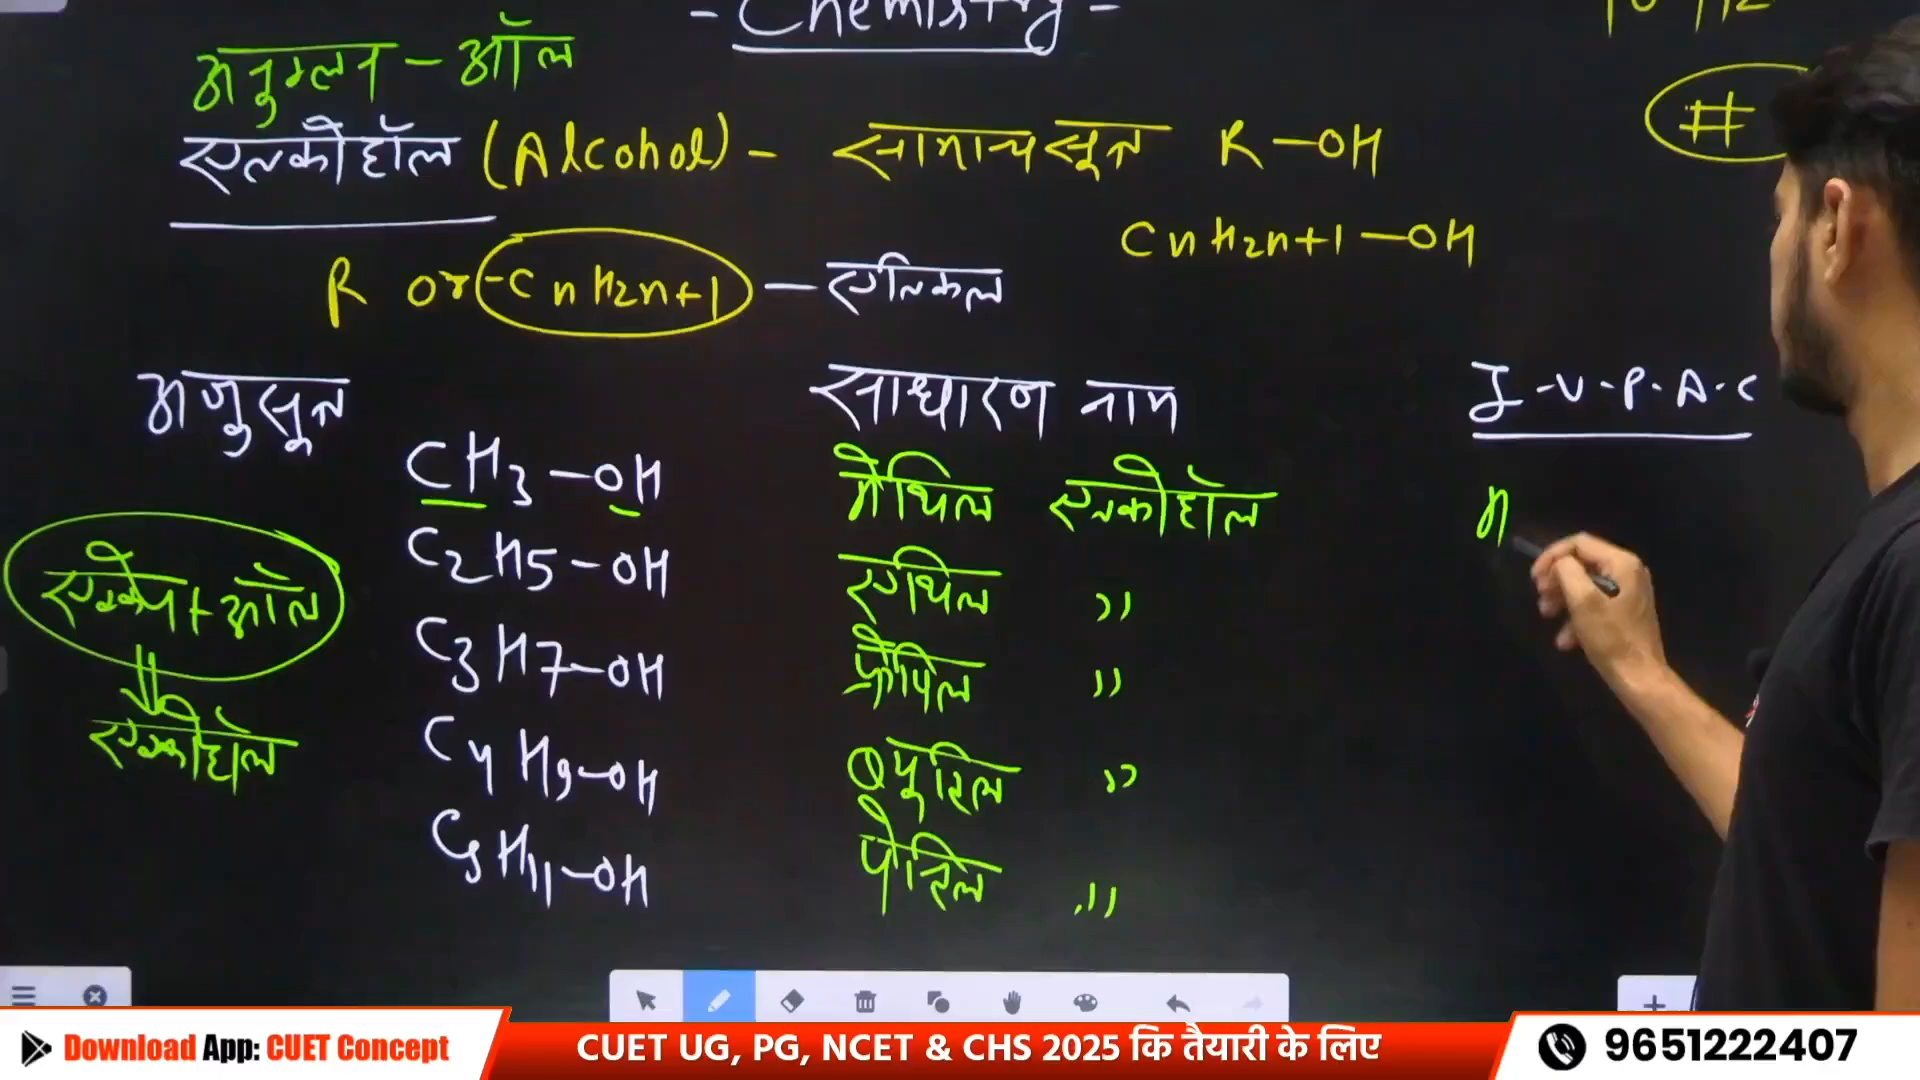 - Chemistry -
अनुग्लन - ऑल
एल्कोहॉल (Alcohol) - सामान्य सूत्र R-OH
CnH2n+1-OH
R or -CnH2n+1 - एल्किल
#
अणुसूत्र साधारण नाम I.U.P.A.C
CH3-OH मेथिल एल्कोहॉल म
C2H5-OH एथिल ,,
C3H7-OH प्रोपिल ,,
C4H9-OH ब्यूटिल ,,
C5H11-OH पेंटिल ,,
एल्केन + ऑल
एल्कोहॉल
Download App: CUET Concept
CUET UG, PG, NCET & CHS 2025 कि तैयारी के लिए
9651222407